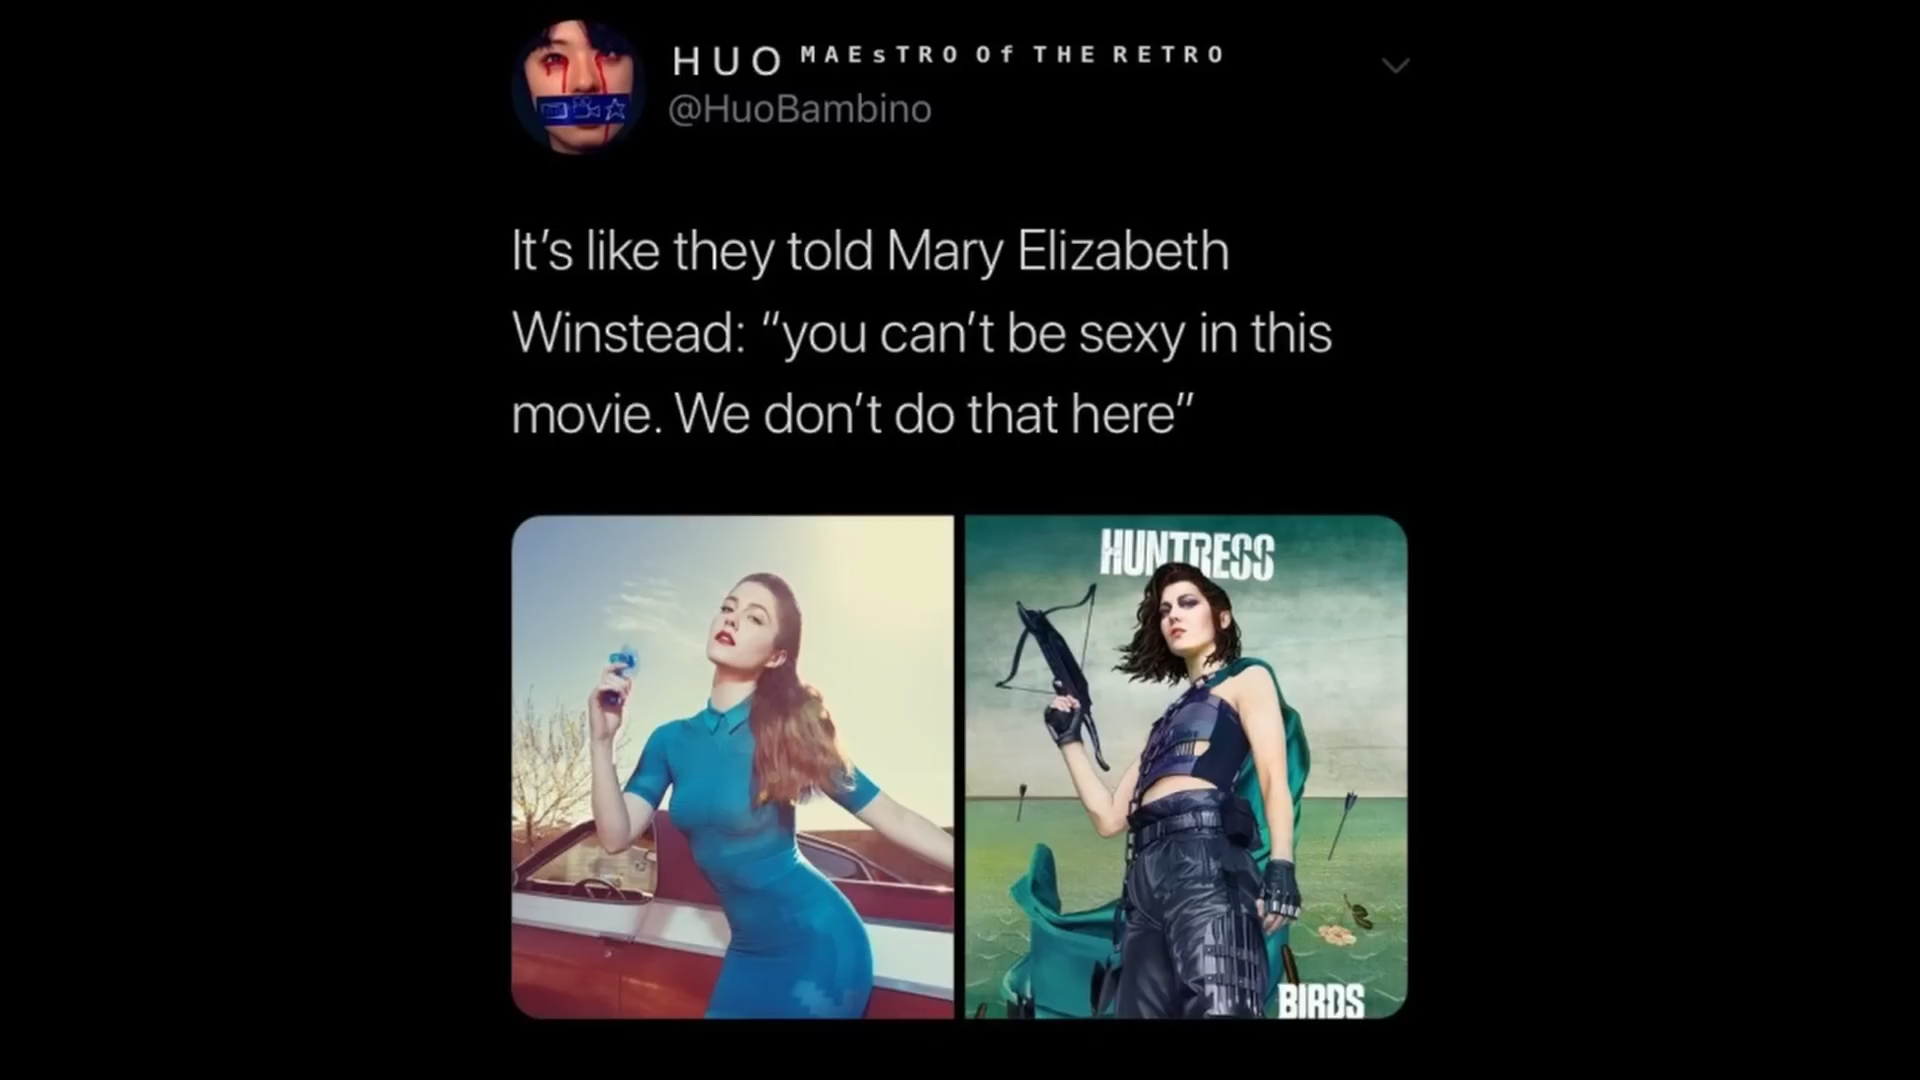 HUO MAEsTRO Of THE RETRO
@HuoBambino
It’s like they told Mary Elizabeth
Winstead: “you can’t be sexy in this
movie. We don’t do that here”
HUNTRESS
BIRDS